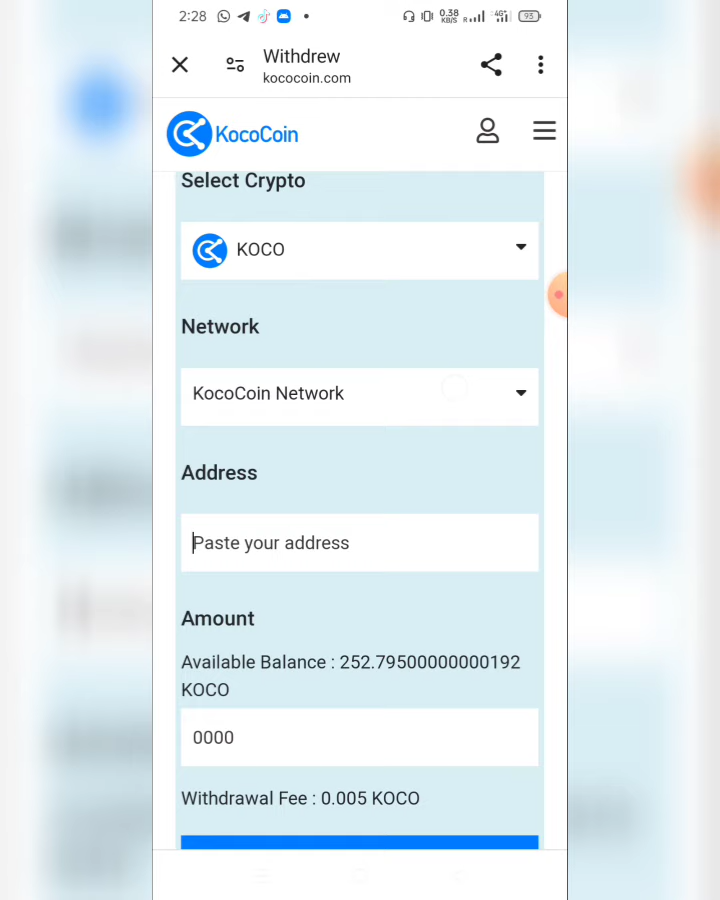 2:28 0.38 KB/S R 4G 93
Withdrew
kococoin.com
KocoCoin
Select Crypto
KOCO
Network
KocoCoin Network
Address
Paste your address
Amount
Available Balance : 252.79500000000192
KOCO
0000
Withdrawal Fee : 0.005 KOCO